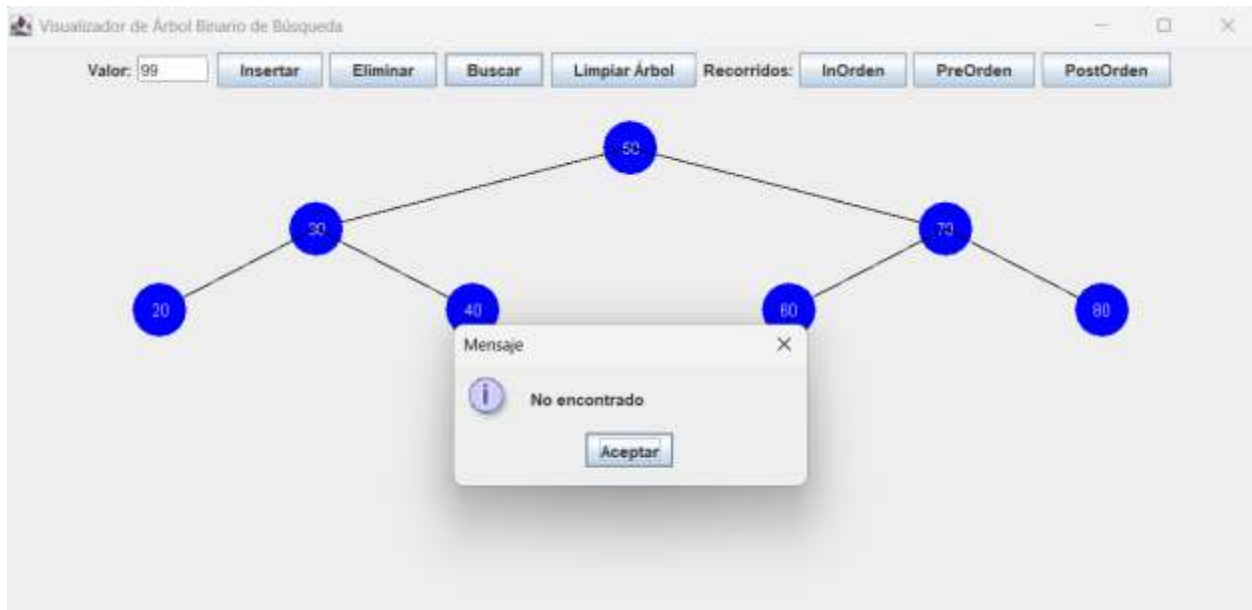 Visualizador de Árbol Binario de Búsqueda
Valor: 99 Insertar Eliminar Buscar Limpiar Árbol Recorridos: InOrden PreOrden PostOrden
50
30 70
20 40 60 80
Mensaje
i No encontrado
Aceptar